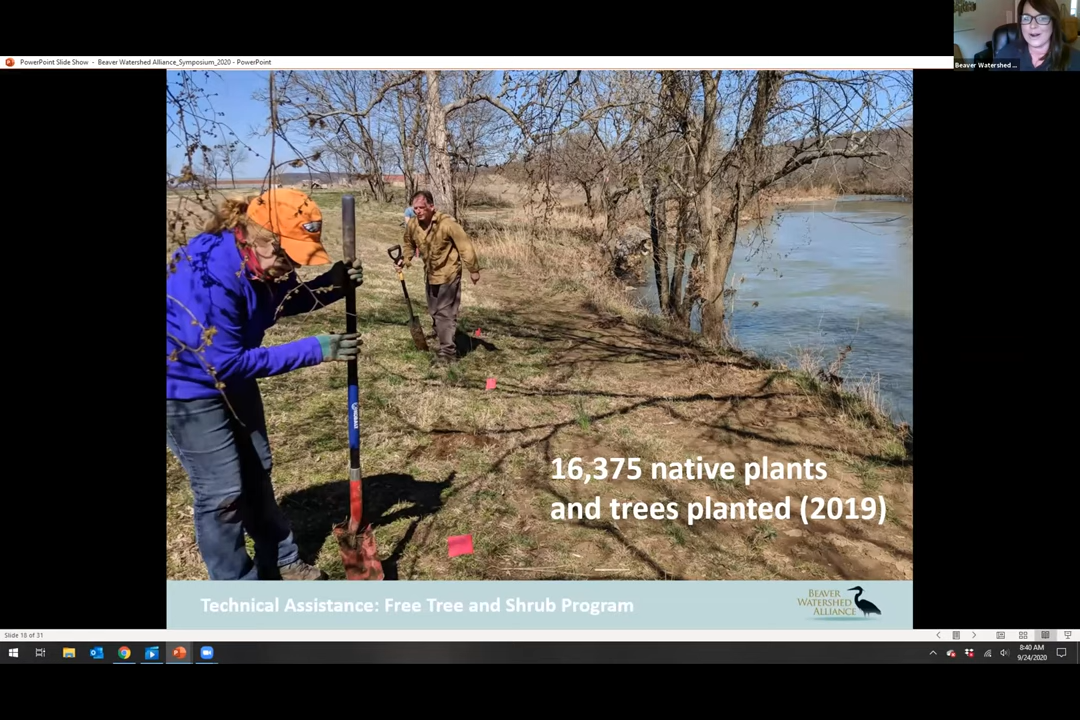 PowerPoint Slide Show - Beaver Watershed Alliance_Symposium_2020 - PowerPoint
Beaver Watershed ...
16,375 native plants
and trees planted (2019)
Technical Assistance: Free Tree and Shrub Program
BEAVER
WATERSHED
ALLIANCE
Slide 18 of 31
8:40 AM
9/24/2020